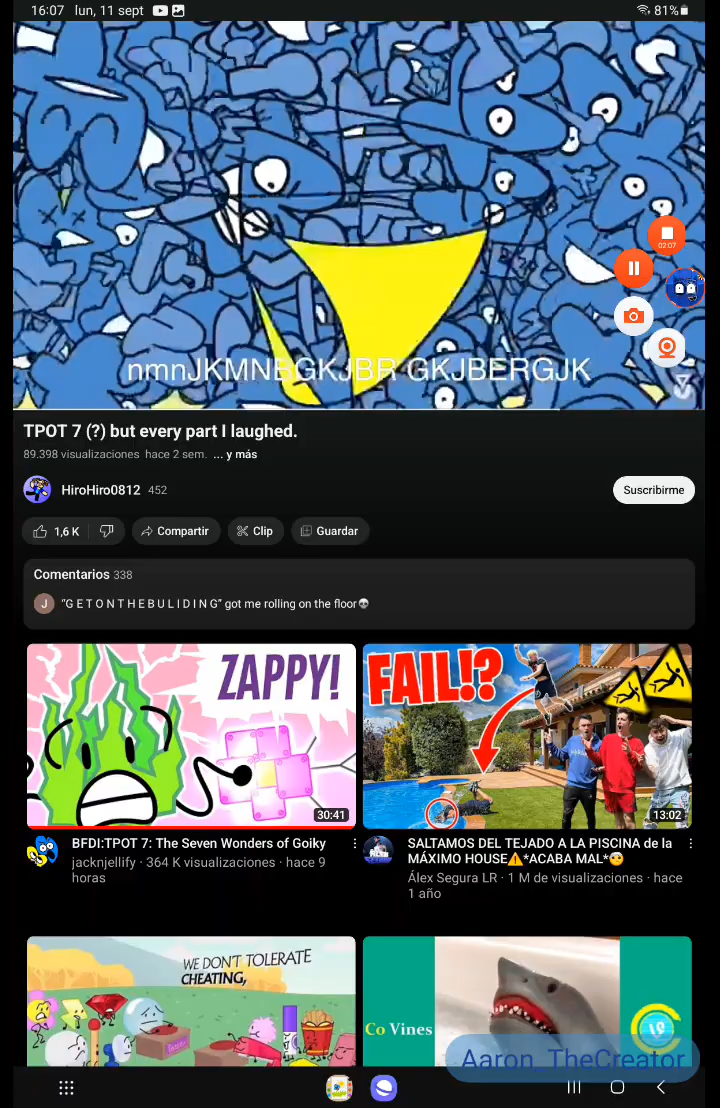 16:07 lun, 11 sept 81%
02:07
nmnJKMNBGKJBR GKJBERGJK
TPOT 7 (?) but every part I laughed.
89.398 visualizaciones hace 2 sem. ... y más
HiroHiro0812 452
Suscribirme
1,6 K Compartir Clip Guardar
Comentarios 338
J "G E T O N T H E B U L I D I N G" got me rolling on the floor💀
ZAPPY!
30:41
FAIL!?
13:02
BFDI:TPOT 7: The Seven Wonders of Goiky
jacknjellify · 364 K visualizaciones · hace 9
horas
SALTAMOS DEL TEJADO A LA PISCINA de la
MÁXIMO HOUSE⚠️*ACABA MAL*🤕
Álex Segura LR · 1 M de visualizaciones · hace
1 año
WE DON'T TOLERATE
CHEATING,
Co Vines
Aaron_TheCreator